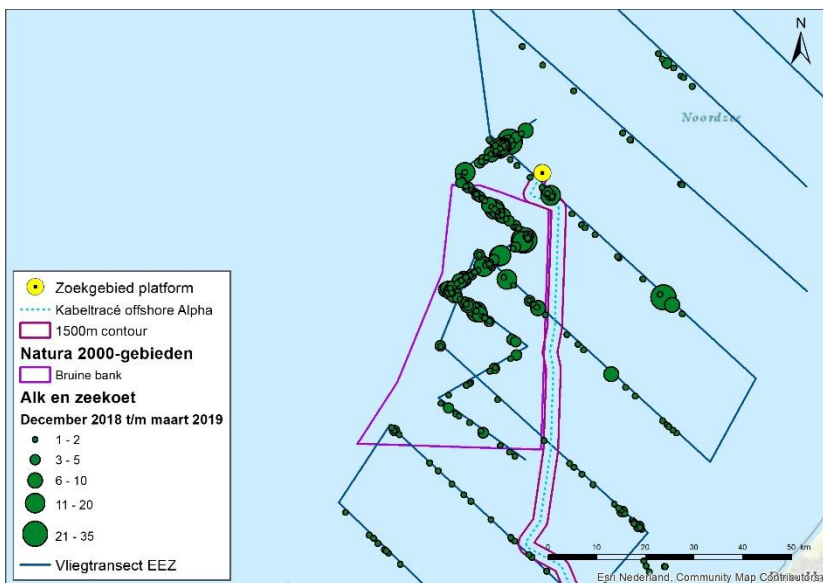 N
Noordzee
Zoekgebied platform
Kabeltracé offshore Alpha
1500m contour
Natura 2000-gebieden
Bruine bank
Alk en zeekoet
December 2018 t/m maart 2019
1 - 2
3 - 5
6 - 10
11 - 20
21 - 35
Vliegtransect EEZ
0 10 20 30 40 50 km
Esri Nederland, Community Map Contributors